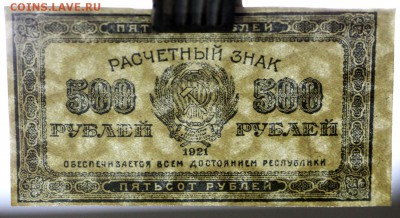 COINS.LAVE.RU
ПЯТЬСОТ РУБЛЕЙ
РАСЧЕТНЫЙ ЗНАК
500 500
РУБЛЕЙ РУБЛЕЙ
1921
ОБЕСПЕЧИВАЕТСЯ ВСЕМ ДОСТОЯНИЕМ РЕСПУБЛИКИ
ПЯТЬСОТ РУБЛЕЙ